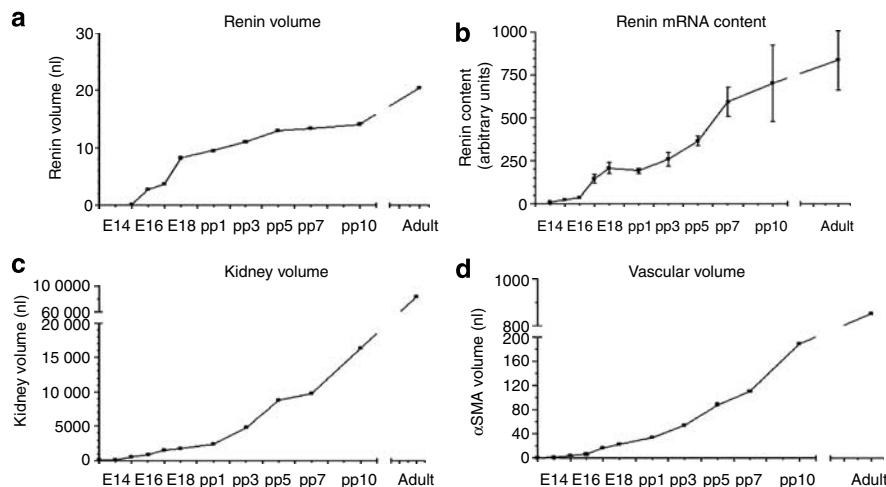 a
Renin volume
Renin volume (nl)
30
20
10
0
E14 E16 E18 pp1 pp3 pp5 pp7 pp10 Adult
b
Renin mRNA content
Renin content
(arbitrary units)
1000
750
500
250
0
E14 E16 E18 pp1 pp3 pp5 pp7 pp10 Adult
c
Kidney volume
Kidney volume (nl)
10 0000
60 000
20 000
15 000
10 000
5000
0
E14 E16 E18 pp1 pp3 pp5 pp7 pp10 Adult
d
Vascular volume
αSMA volume (nl)
1000
800
200
160
120
80
40
0
E14 E16 E18 pp1 pp3 pp5 pp7 pp10 Adult